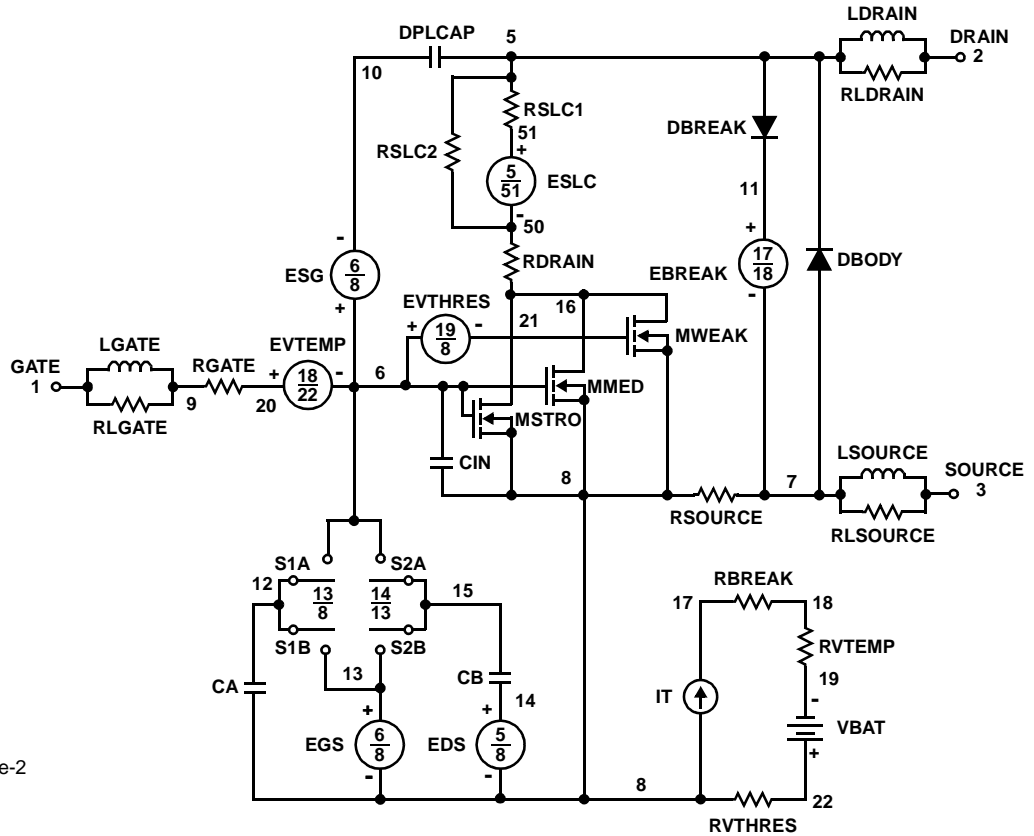 LDRAIN
DPLCAP 5 DRAIN
2
10
RLDRAIN
RSLC1
51
DBREAK
RSLC2 +
5
51
ESLC
11
- 50
- +
6
8
ESG
RDRAIN
17
18
EBREAK
DBODY
+ EVTHRES 16 -
+ 19
8
- 21
MWEAK
LGATE EVTEMP
GATE
1
RGATE + 18
22
- 6
MMED
9 20
RLGATE
MSTRO
CIN
LSOURCE
8 7 SOURCE
3
RSOURCE
RLSOURCE
S1A S2A
12 13
8
14
13
15
RBREAK
17 18
S1B S2B
RVTEMP
13
CA CB 19
14 IT -
+ + VBAT
EGS 6
8
EDS 5
8
+
- -
8 22
RVTHRES
e-2